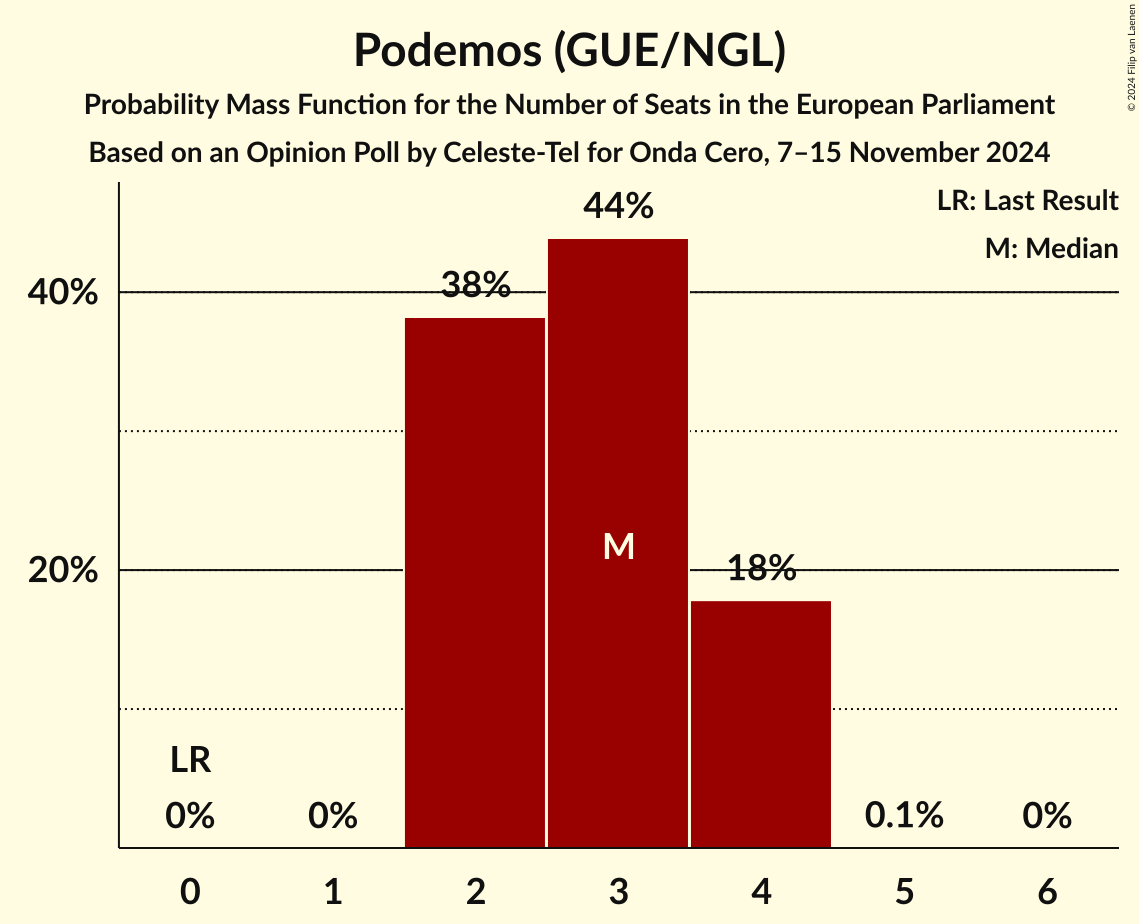 Podemos (GUE/NGL)
Probability Mass Function for the Number of Seats in the European Parliament
Based on an Opinion Poll by Celeste-Tel for Onda Cero, 7–15 November 2024
© 2024 Filip van Laenen
LR: Last Result
M: Median
44%
38%
40%
M
18%
20%
LR
0%
0%
0.1%
0%
0 1 2 3 4 5 6